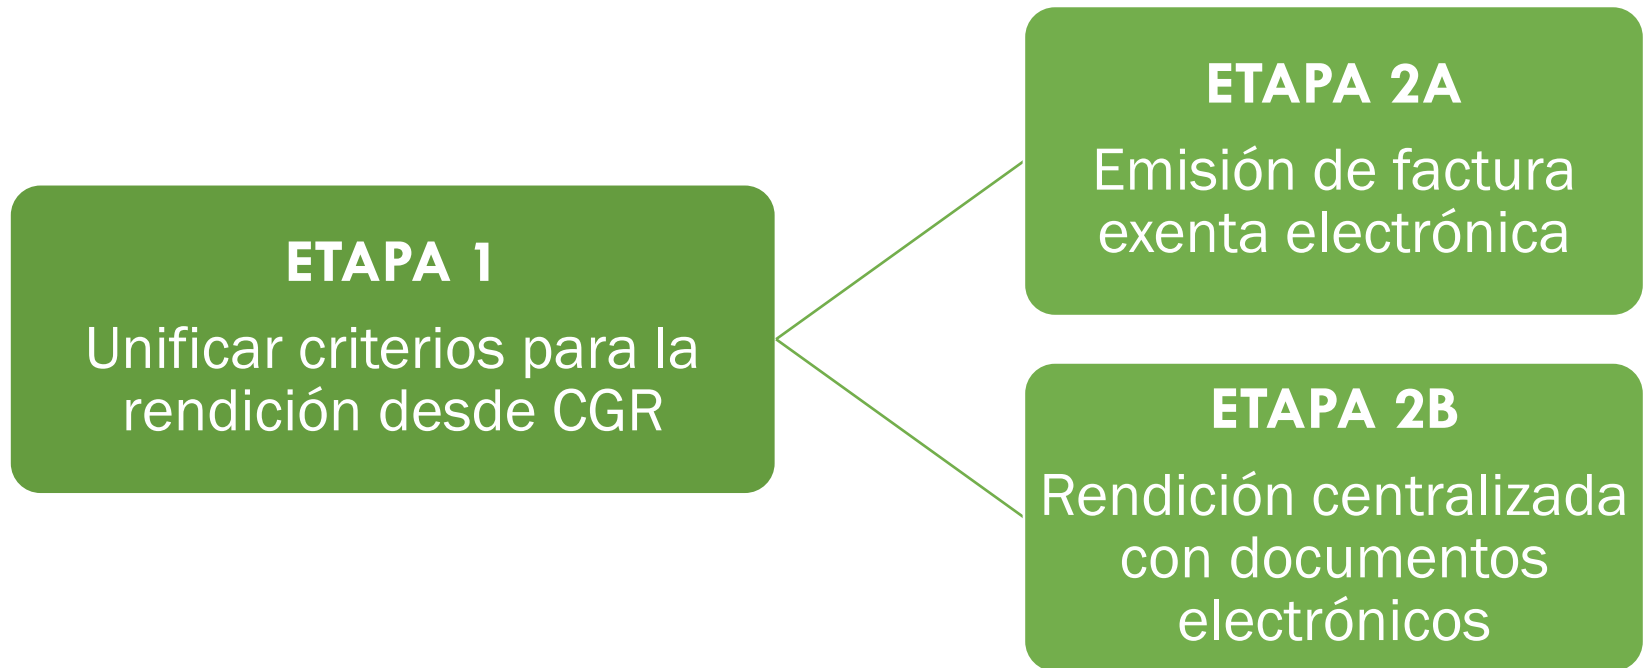 ETAPA 1
Unificar criterios para la
rendición desde CGR
ETAPA 2A
Emisión de factura
exenta electrónica
ETAPA 2B
Rendición centralizada
con documentos
electrónicos